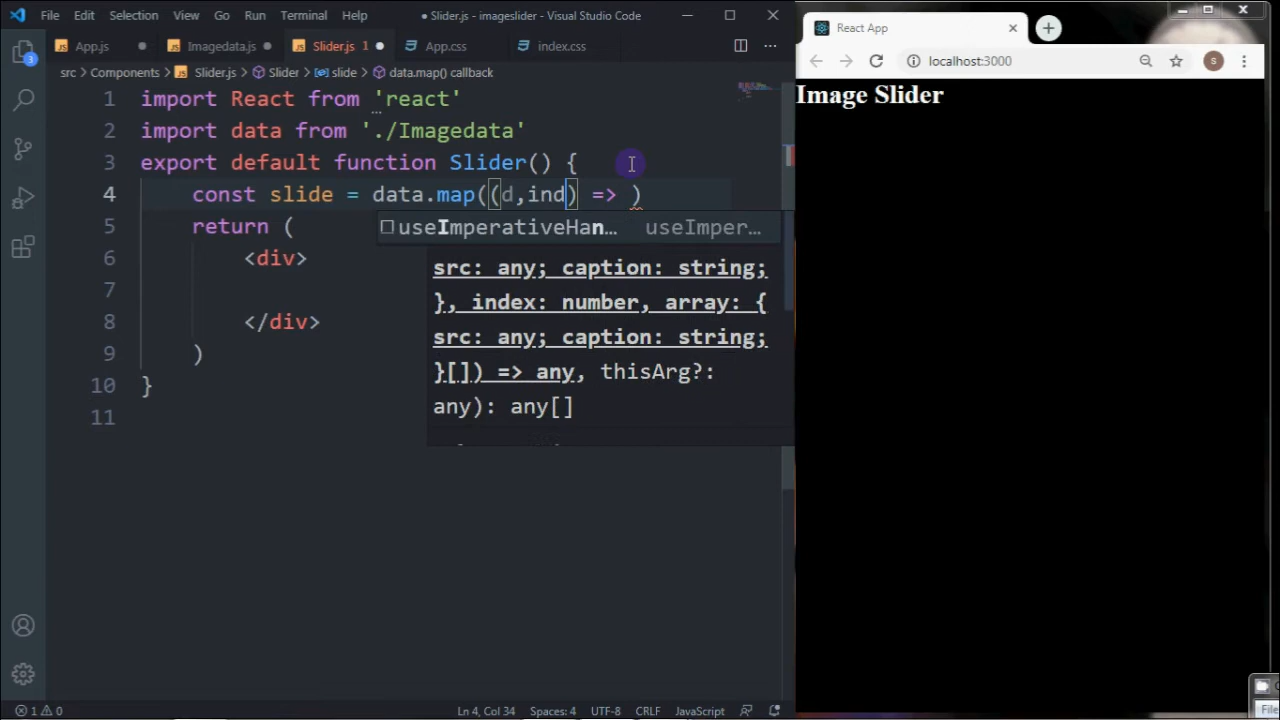 File Edit Selection View Go Run Terminal Help ● Slider.js - imageslider - Visual Studio Code
App.js Imagedata.js Slider.js 1 App.css index.css
src > Components > Slider.js > Slider > slide > data.map() callback
1 import React from 'react'
2 import data from './Imagedata'
3 export default function Slider() {
4 const slide = data.map((d,ind) => )
5 return (
6 <div>
7
8 </div>
9 )
10 }
11
useImperativeHan… useImper…
src: any; caption: string;
}, index: number, array: {
src: any; caption: string;
}[]) => any, thisArg?:
any): any[]
3
1 0 Ln 4, Col 34 Spaces: 4 UTF-8 CRLF JavaScript
React App
localhost:3000
S
Image Slider
File